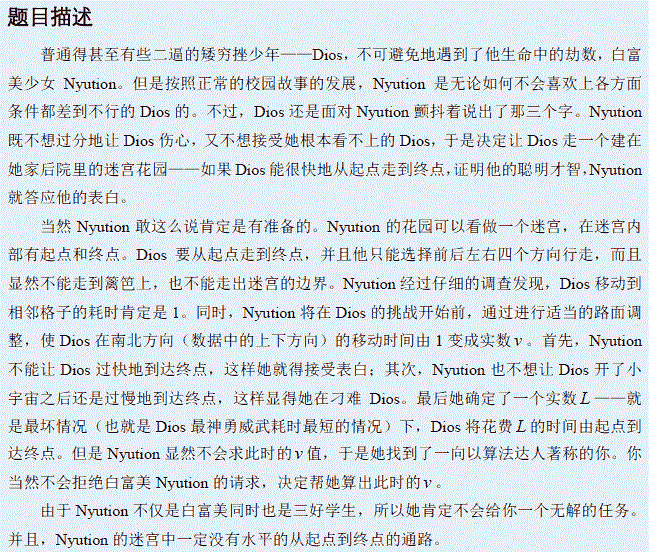 题目描述
普通得甚至有些二逼的矮穷挫少年——Dios，不可避免地遇到了他生命中的劫数，白富
美少女 Nyution。但是按照正常的校园故事的发展，Nyution 是无论如何不会喜欢上各方面
条件都差到不行的 Dios 的。不过，Dios 还是面对 Nyution 颤抖着说出了那三个字。Nyution
既不想过分地让 Dios 伤心，又不想接受她根本看不上的 Dios，于是决定让 Dios 走一个建在
她家后院里的迷宫花园——如果 Dios 能很快地从起点走到终点，证明他的聪明才智，Nyution
就答应他的表白。
当然 Nyution 敢这么说肯定是有准备的。Nyution 的花园可以看做一个迷宫，在迷宫内
部有起点和终点。Dios 要从起点走到终点，并且他只能选择前后左右四个方向行走，而且
显然不能走到篱笆上，也不能走出迷宫的边界。Nyution 经过仔细的调查发现，Dios 移动到
相邻格子的耗时肯定是 1。同时，Nyution 将在 Dios 的挑战开始前，通过进行适当的路面调
整，使 Dios 在南北方向（数据中的上下方向）的移动时间由 1 变成实数 v 。首先，Nyution
不能让 Dios 过快地到达终点，这样她就得接受表白；其次，Nyution 也不想让 Dios 开了小
宇宙之后还是过慢地到达终点，这样显得她在刁难 Dios。最后她确定了一个实数 L ——就
是最坏情况（也就是 Dios 最神勇威武耗时最短的情况）下，Dios 将花费 L 的时间由起点到
达终点。但是 Nyution 显然不会求此时的 v 值，于是她找到了一向以算法达人著称的你。你
当然不会拒绝白富美 Nyution 的请求，决定帮她算出此时的 v 。
由于 Nyution 不仅是白富美同时也是三好学生，所以她肯定不会给你一个无解的任务。
并且，Nyution 的迷宫中一定没有水平的从起点到终点的通路。